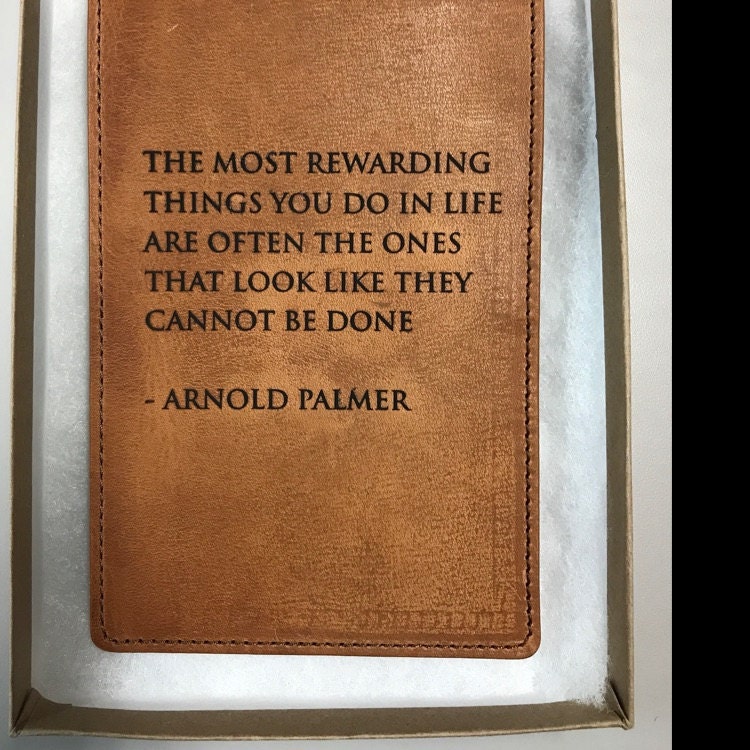 THE MOST REWARDING
THINGS YOU DO IN LIFE
ARE OFTEN THE ONES
THAT LOOK LIKE THEY
CANNOT BE DONE
- ARNOLD PALMER